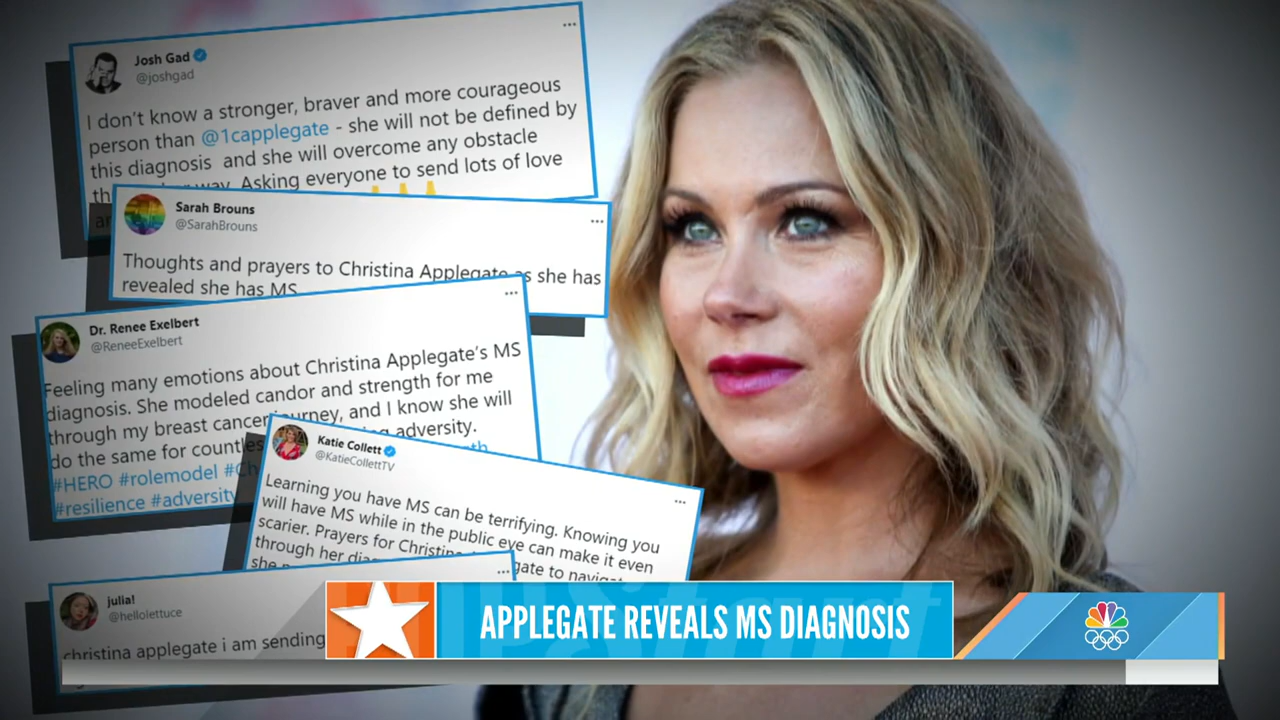 Josh Gad
@joshgad
I don't know a stronger, braver and more courageous
person than @1capplegate - she will not be defined by
this diagnosis and she will overcome any obstacle
way. Asking everyone to send lots of love
Sarah Brouns
@SarahBrouns
Thoughts and prayers to Christina Applegate as she has
revealed she has MS.
Dr. Renee Exelbert
@ReneeExelbert
Feeling many emotions about Christina Applegate's MS
diagnosis. She modeled candor and strength for me
through my breast cancer journey, and I know she will
do the same for adversity.
#HERO #rolemodel
#resilience #adversity
Katie Collett
@KatieCollettTV
Learning you have MS can be terrifying. Knowing you
will have MS while in the public eye can make it even
scarier. Prayers for
through her
she
julia!
@hellolettuce
christina applegate i am sending
APPLEGATE REVEALS MS DIAGNOSIS